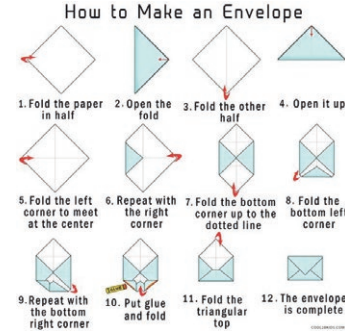 How to Make an Envelope
1. Fold the paper
in half
2. Open the
fold
3. Fold the other
half
4. Open it up
5. Fold the left
corner to meet
at the center
6. Repeat with
the right
corner
7. Fold the bottom
corner up to the
dotted line
8. Fold the
bottom left
corner
9. Repeat with
the bottom
right corner
10. Put glue
and fold
11. Fold the
triangular
top
12. The envelope
is complete